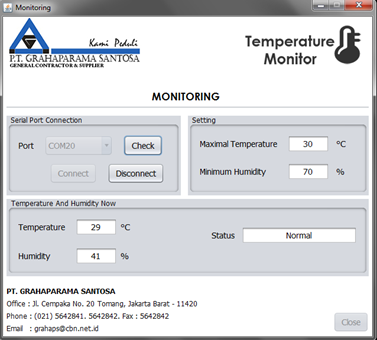 Monitoring
Kami Peduli
P.T. GRAHAPARAMA SANTOSA
GENERAL CONTRACTOR & SUPPLIER
Temperature
Monitor
MONITORING
Serial Port Connection
Port COM20 Check
Connect Disconnect
Setting
Maximal Temperature 30 °C
Minimum Humidity 70 %
Temperature And Humidity Now
Temperature 29 °C
Humidity 41 %
Status Normal
PT. GRAHAPARAMA SANTOSA
Office : Jl. Cempaka No. 20 Tomang, Jakarta Barat - 11420
Phone : (021) 5642841. 5642842. Fax : 5642842
Email : grahaps@cbn.net.id
Close